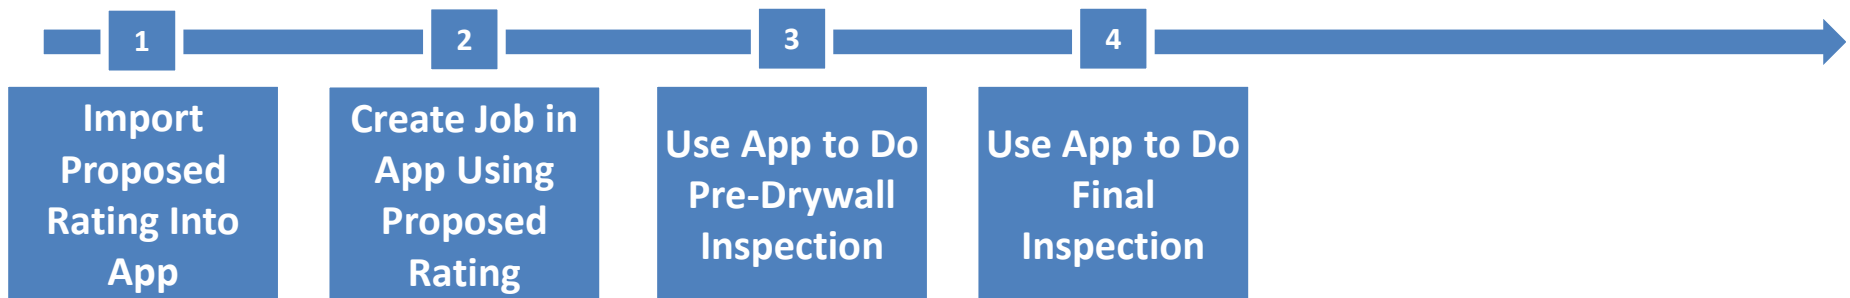 1
2
3
4
Import
Proposed
Rating Into
App
Create Job in
App Using
Proposed
Rating
Use App to Do
Pre-Drywall
Inspection
Use App to Do
Final
Inspection